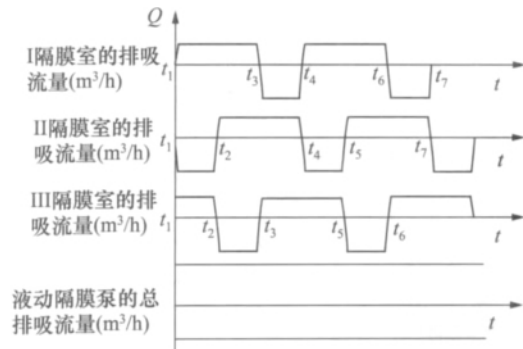 Q
I隔膜室的排吸
流量(m³/h)
t₁ t₃ t₄ t₆ t₇ t
II隔膜室的排
吸流量(m³/h)
t₁ t₂ t₄ t₅ t₇ t
III隔膜室的排
吸流量(m³/h)
t₁ t₂ t₃ t₅ t₆ t
液动隔膜泵的总
排吸流量(m³/h)
t